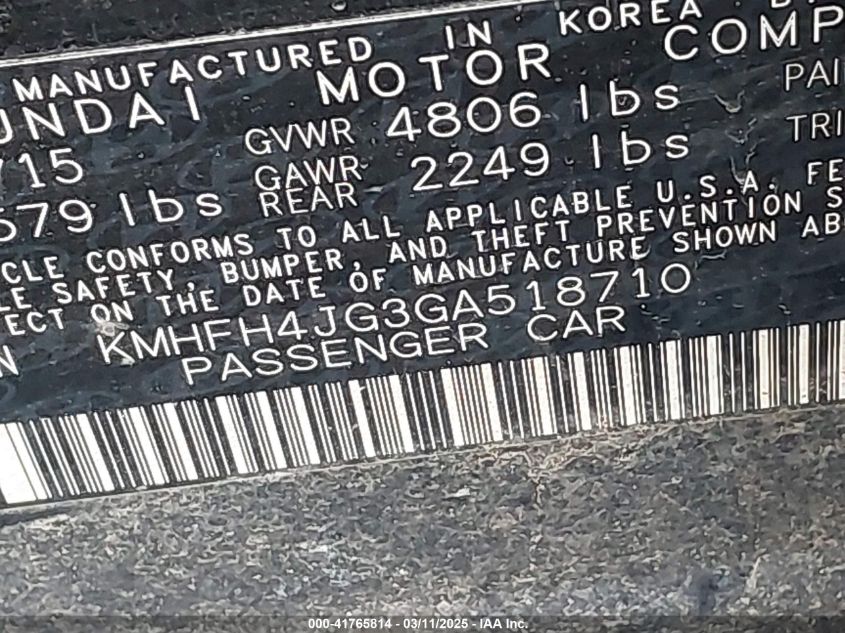 MANUFACTURED IN KOREA
MOTOR COMP
/15 GVWR 4806 lbs PAI
579 lbs GAWR REAR 2249 lbs TRI
CLE CONFORMS TO ALL APPLICABLE U.S.A. FE
LE SAFETY, BUMPER, AND THEFT PREVENTION S
ECT ON THE DATE OF MANUFACTURE SHOWN AB
N KMHFH4JG3GA518710
PASSENGER CAR
000-41765814 - 03/11/2025 - IAA Inc.